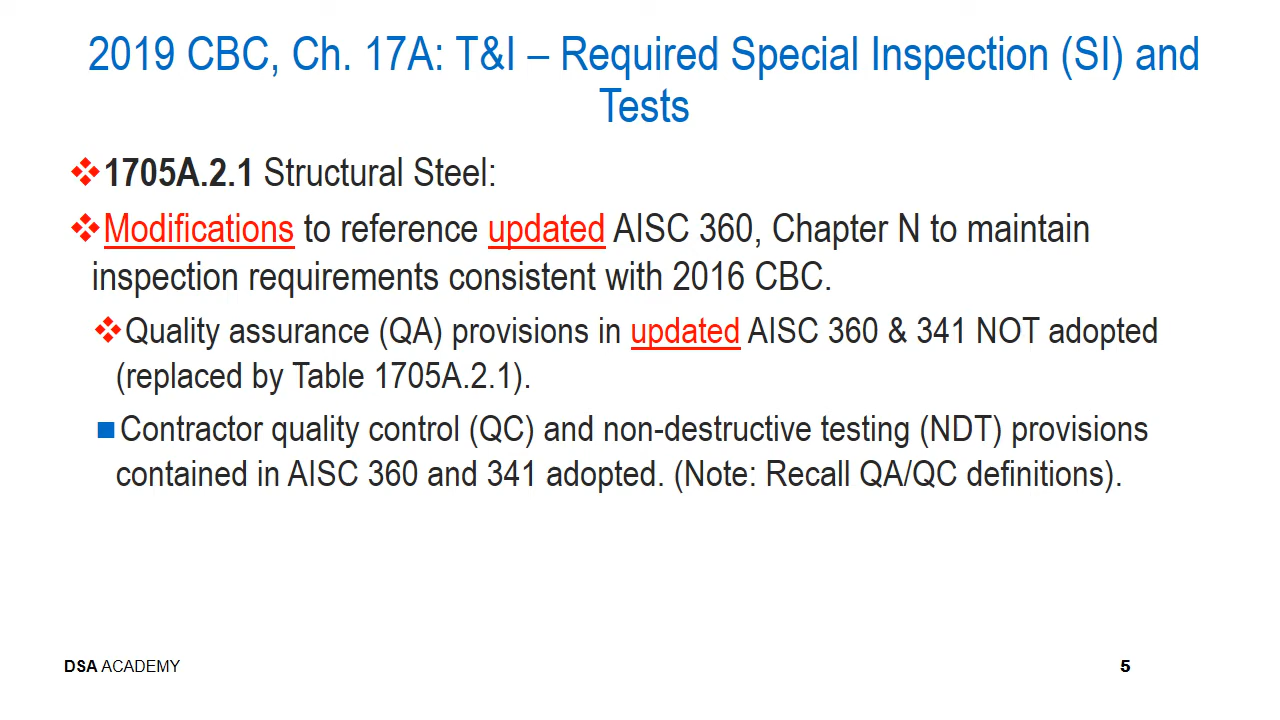 2019 CBC, Ch. 17A: T&I – Required Special Inspection (SI) and
Tests
❖1705A.2.1 Structural Steel:
❖Modifications to reference updated AISC 360, Chapter N to maintain
inspection requirements consistent with 2016 CBC.
❖Quality assurance (QA) provisions in updated AISC 360 & 341 NOT adopted
(replaced by Table 1705A.2.1).
■Contractor quality control (QC) and non-destructive testing (NDT) provisions
contained in AISC 360 and 341 adopted. (Note: Recall QA/QC definitions).
DSA ACADEMY
5